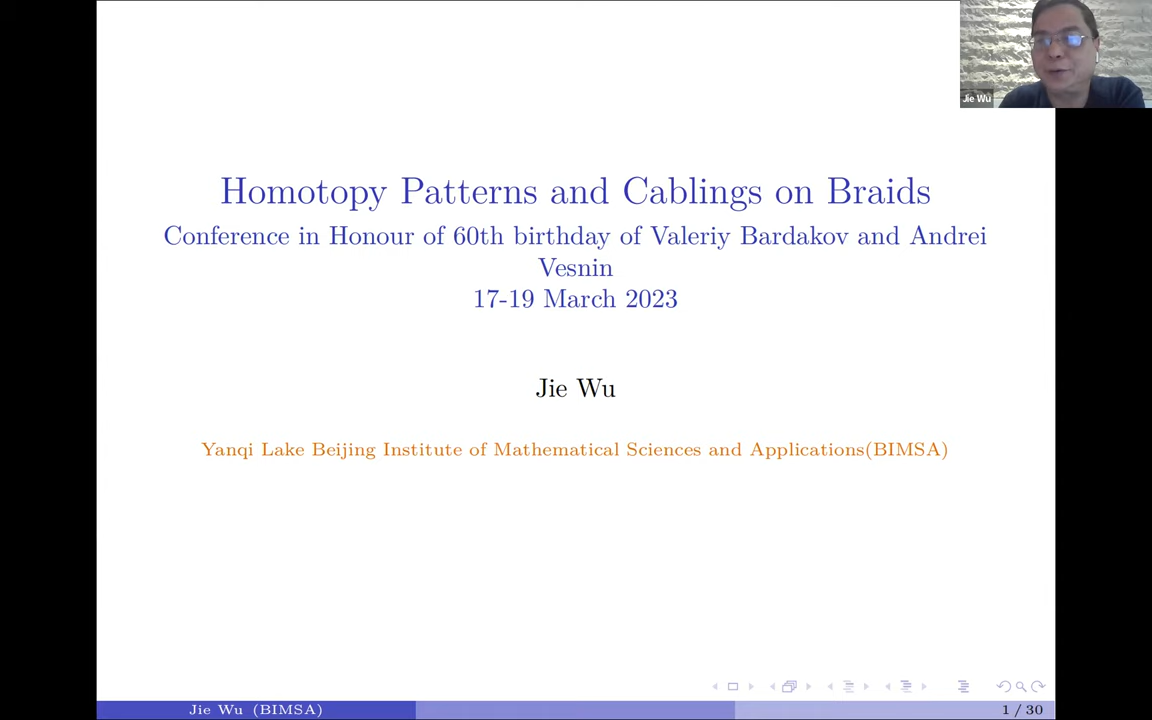 Jie Wu
Homotopy Patterns and Cablings on Braids
Conference in Honour of 60th birthday of Valeriy Bardakov and Andrei
Vesnin
17-19 March 2023
Jie Wu
Yanqi Lake Beijing Institute of Mathematical Sciences and Applications(BIMSA)
Jie Wu (BIMSA)
1 / 30